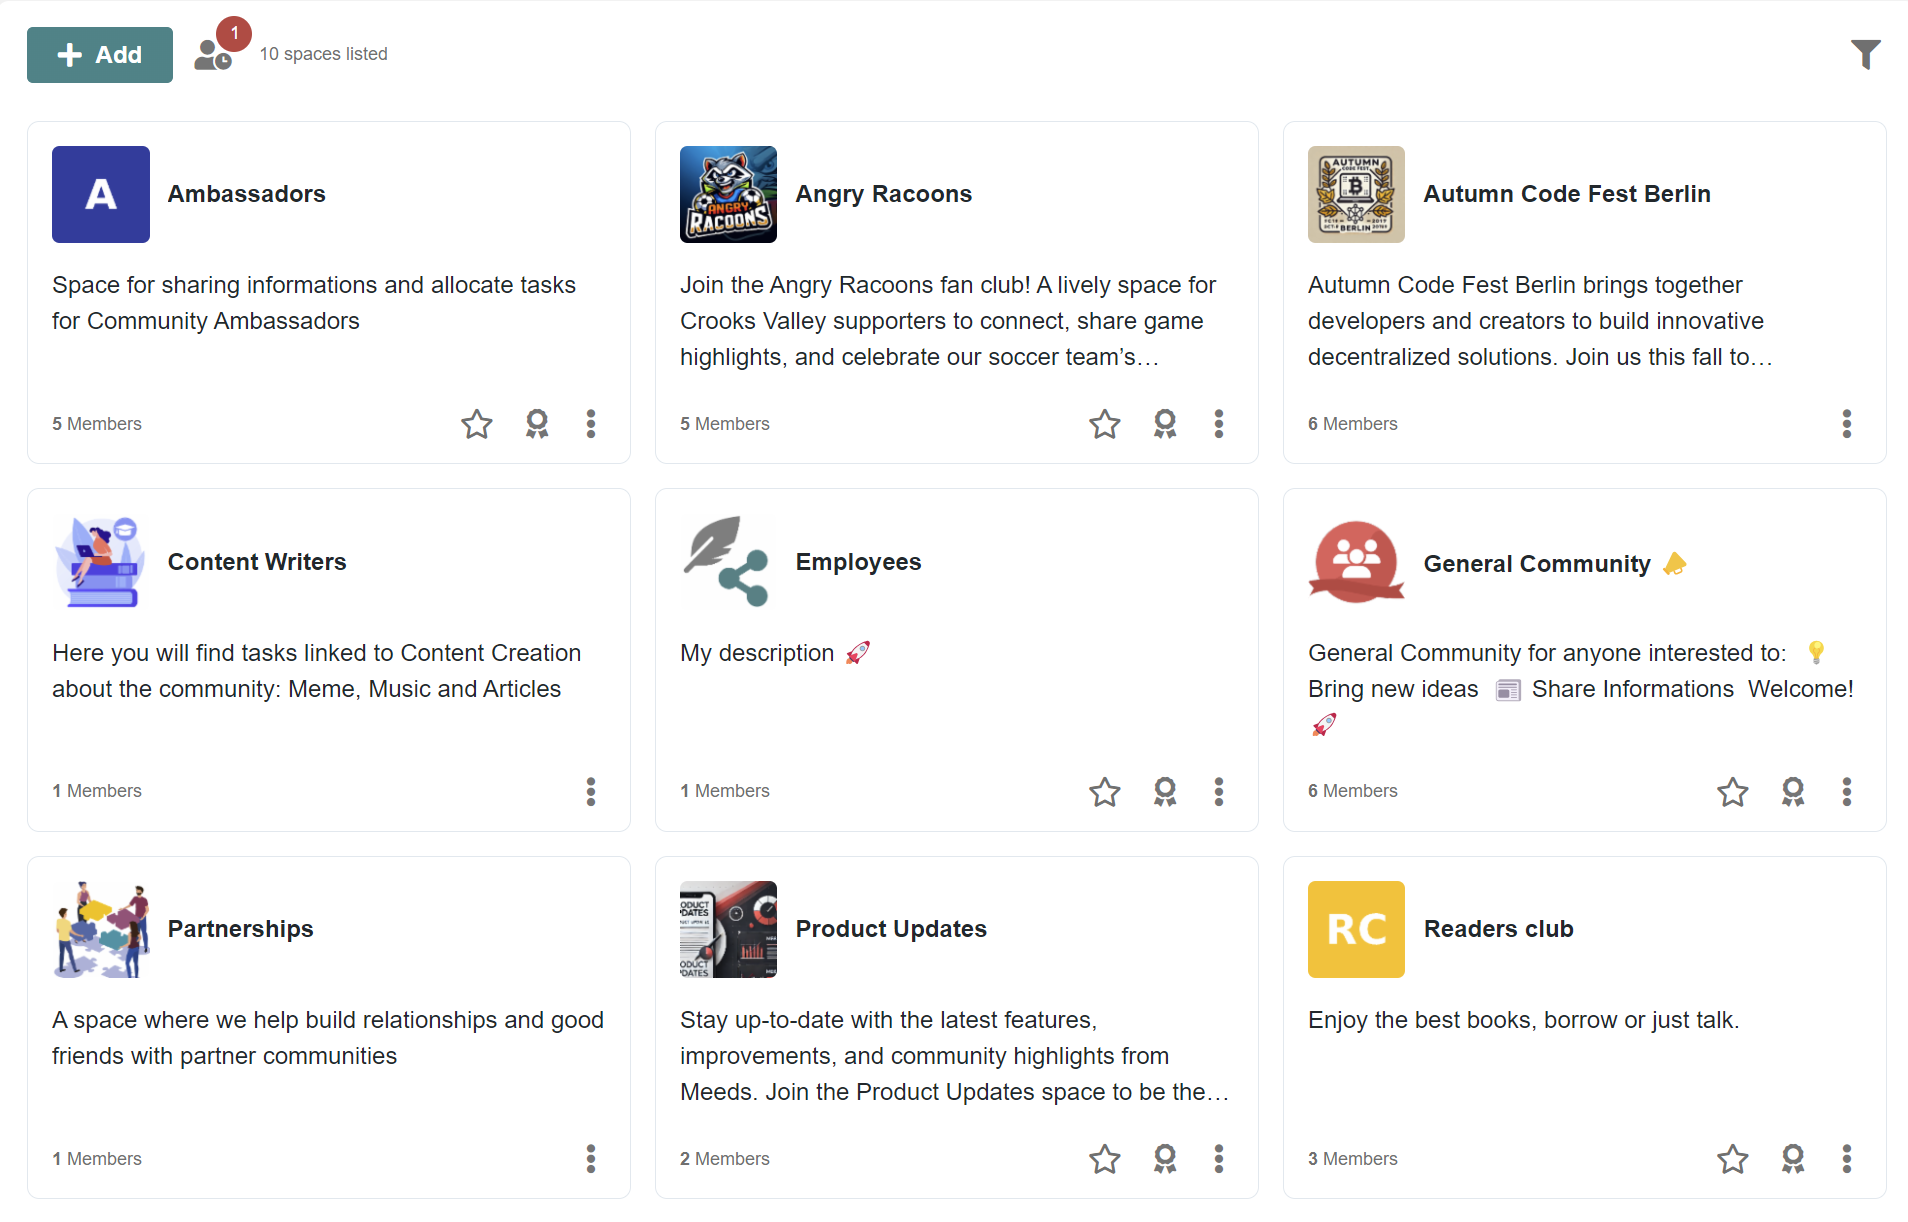 Add
1
10 spaces listed
A
Ambassadors
Space for sharing informations and allocate tasks
for Community Ambassadors
5 Members
ANGRY
RACOONS
Angry Racoons
Join the Angry Racoons fan club! A lively space for
Crooks Valley supporters to connect, share game
highlights, and celebrate our soccer team’s…
5 Members
AUTUMN
CODE FEST
BERLIN
Autumn Code Fest Berlin
Autumn Code Fest Berlin brings together
developers and creators to build innovative
decentralized solutions. Join us this fall to…
6 Members
Content Writers
Here you will find tasks linked to Content Creation
about the community: Meme, Music and Articles
1 Members
Employees
My description 🚀
1 Members
General Community 📣
General Community for anyone interested to: 💡
Bring new ideas 📰 Share Informations Welcome!
🚀
6 Members
Partnerships
A space where we help build relationships and good
friends with partner communities
1 Members
Product Updates
Stay up-to-date with the latest features,
improvements, and community highlights from
Meeds. Join the Product Updates space to be the…
2 Members
RC
Readers club
Enjoy the best books, borrow or just talk.
3 Members